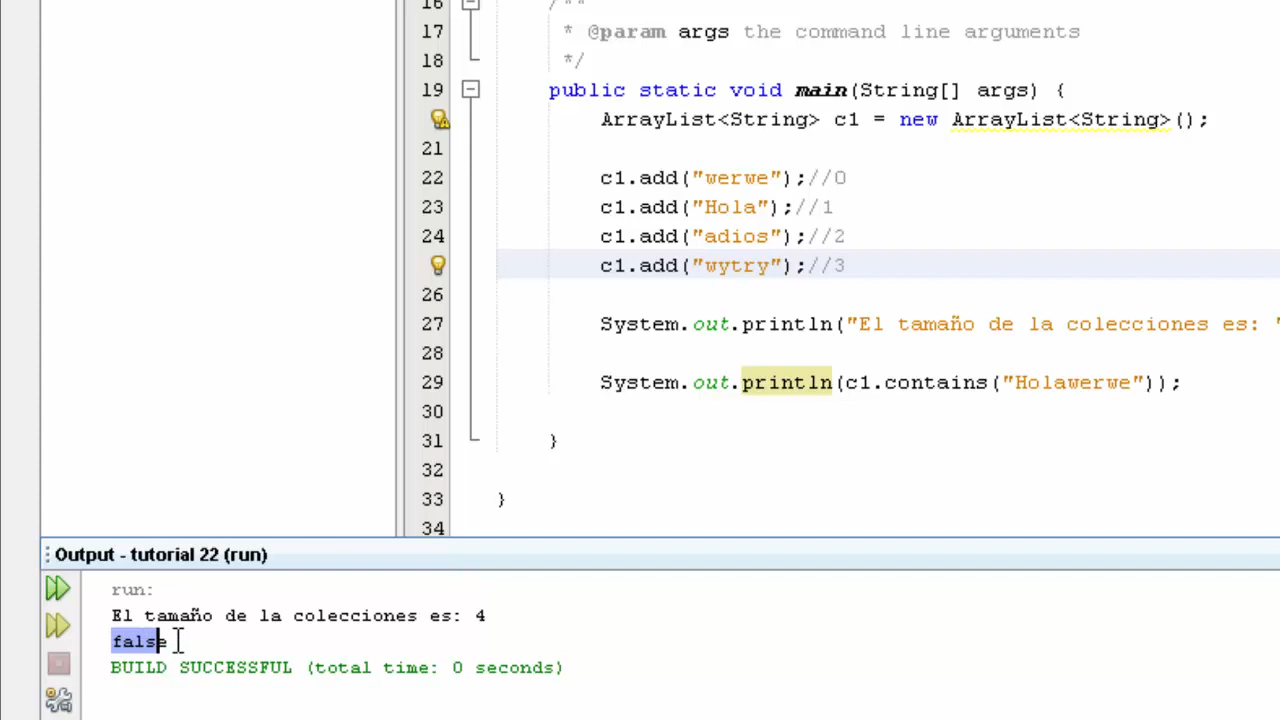 16 /**
17 * @param args the command line arguments
18 */
19 public static void main(String[] args) {
ArrayList<String> c1 = new ArrayList<String>();
21
22 c1.add("werwe");//0
23 c1.add("Hola");//1
24 c1.add("adios");//2
c1.add("wytry");//3
26
27 System.out.println("El tamaño de la colecciones es: "
28
29 System.out.println(c1.contains("Holawerwe"));
30
31 }
32
33 }
34
Output - tutorial 22 (run)
run:
El tamaño de la colecciones es: 4
false
BUILD SUCCESSFUL (total time: 0 seconds)